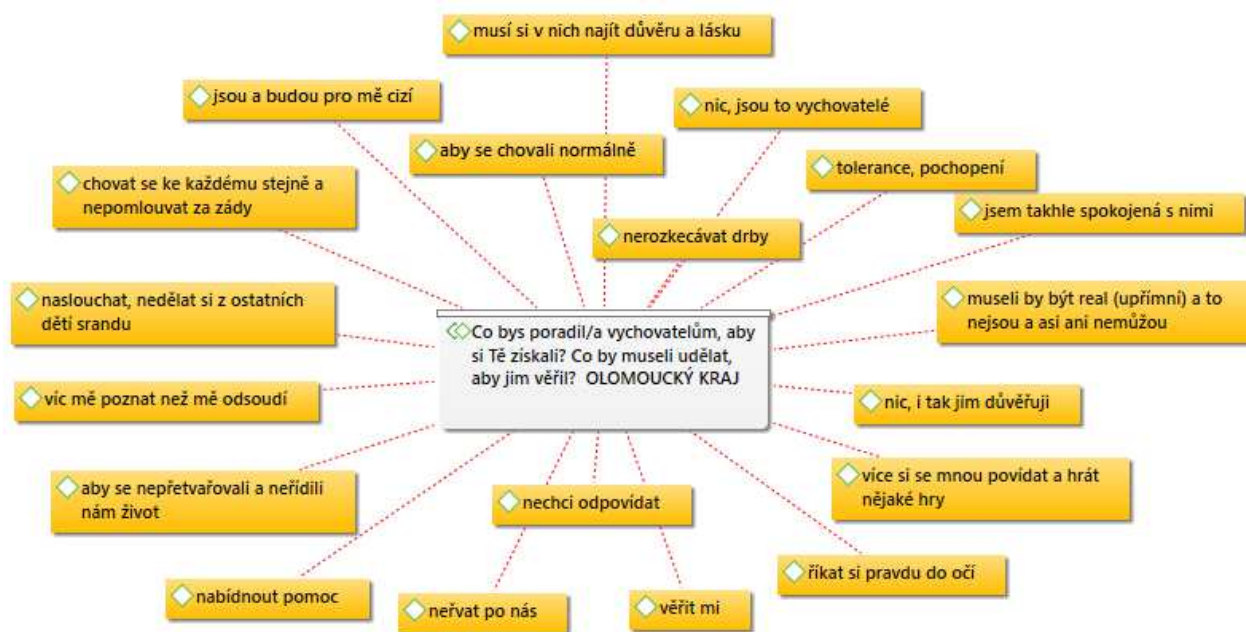 musí si v nich najít důvěru a lásku
jsou a budou pro mě cizí
nic, jsou to vychovatelé
aby se chovali normálně
tolerance, pochopení
chovat se ke každému stejně a
nepomlouvat za zády
jsem takhle spokojená s nimi
nerozkecávat drby
naslouchat, nedělat si z ostatních
dětí srandu
museli by být real (upřímní) a to
nejsou a asi ani nemůžou
Co bys poradil/a vychovatelům, aby
si Tě získali? Co by museli udělat,
aby jim věřil? OLOMOUCKÝ KRAJ
víc mě poznat než mě odsoudí
nic, i tak jim důvěřuji
aby se nepřetvařovali a neřídili
nám život
nechci odpovídat
více si se mnou povídat a hrát
nějaké hry
nabídnout pomoc
neřvat po nás
věřit mi
říkat si pravdu do očí